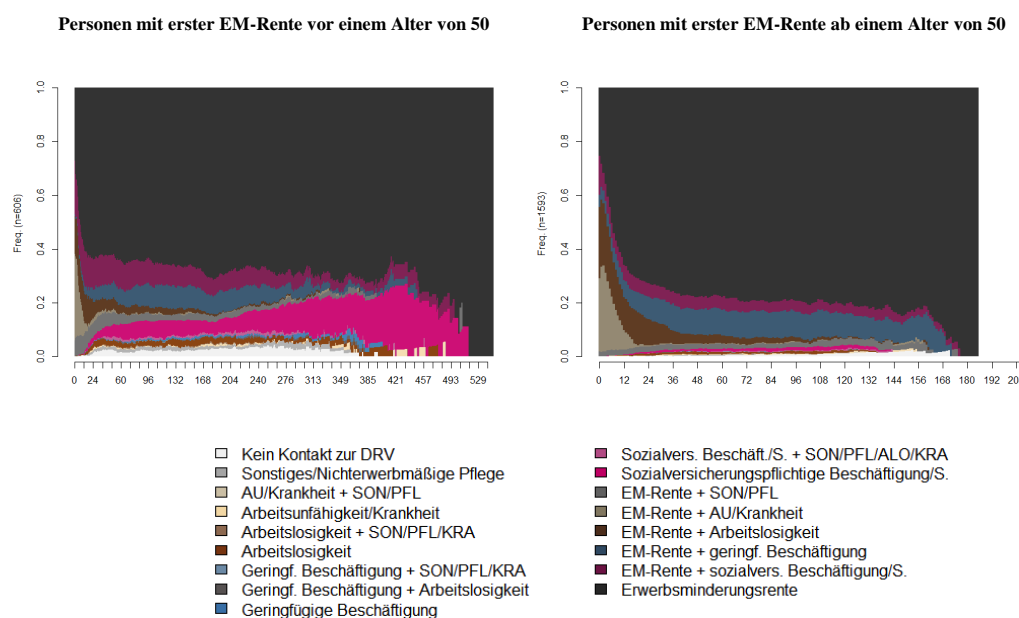 Personen mit erster EM-Rente vor einem Alter von 50
Personen mit erster EM-Rente ab einem Alter von 50
Freq. (n=606)
1.0
0.8
0.6
0.4
0.2
0.0
0 24 60 96 132 168 204 240 276 313 349 385 421 457 493 529
Freq. (n=1593)
1.0
0.8
0.6
0.4
0.2
0.0
0 12 24 36 48 60 72 84 96 108 120 132 144 156 168 180 192 20
Kein Kontakt zur DRV
Sonstiges/Nichterwerbmäßige Pflege
AU/Krankheit + SON/PFL
Arbeitsunfähigkeit/Krankheit
Arbeitslosigkeit + SON/PFL/KRA
Arbeitslosigkeit
Geringf. Beschäftigung + SON/PFL/KRA
Geringf. Beschäftigung + Arbeitslosigkeit
Geringfügige Beschäftigung
Sozialvers. Beschäft./S. + SON/PFL/ALO/KRA
Sozialversicherungspflichtige Beschäftigung/S.
EM-Rente + SON/PFL
EM-Rente + AU/Krankheit
EM-Rente + Arbeitslosigkeit
EM-Rente + geringf. Beschäftigung
EM-Rente + sozialvers. Beschäftigung/S.
Erwerbsminderungsrente